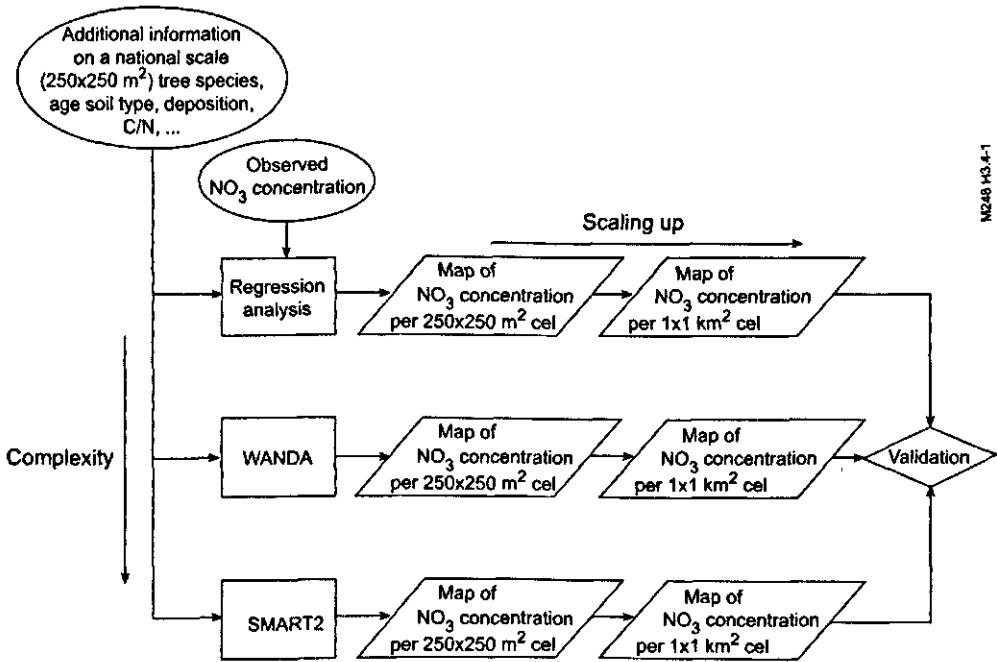 Additional information
on a national scale
(250x250 m²) tree species,
age soil type, deposition,
C/N, ...
Observed
NO₃ concentration
M248 H3.4-1
Scaling up
Regression
analysis
Map of
NO₃ concentration
per 250x250 m² cel
Map of
NO₃ concentration
per 1x1 km² cel
Complexity
WANDA
Map of
NO₃ concentration
per 250x250 m² cel
Map of
NO₃ concentration
per 1x1 km² cel
Validation
SMART2
Map of
NO₃ concentration
per 250x250 m² cel
Map of
NO₃ concentration
per 1x1 km² cel